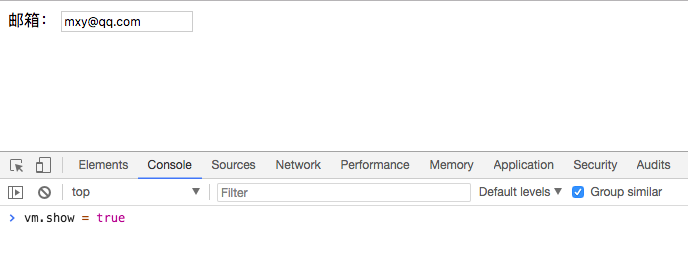 邮箱： mxy@qq.com
Elements Console Sources Network Performance Memory Application Security Audits
top Filter Default levels Group similar
> vm.show = true